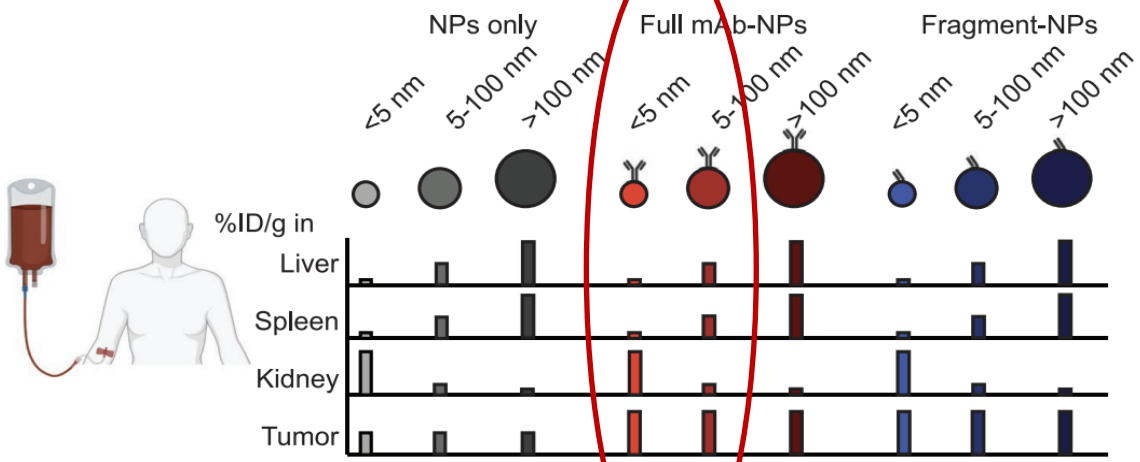 NPs only Full mAb-NPs Fragment-NPs
<5 nm 5-100 nm >100 nm <5 nm 5-100 nm >100 nm <5 nm 5-100 nm >100 nm
%ID/g in
Liver
Spleen
Kidney
Tumor